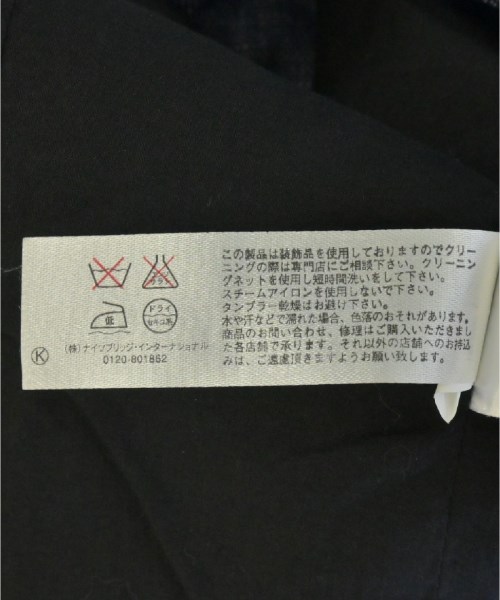 エンソ
サラシ
低
ドライ
セキユ系
Ⓚ
(株)ナイツブリッジ・インターナショナル
0120-801852
この製品は装飾品を使用しておりますのでクリー
ニングの際は専門店にご相談下さい。クリーニン
グネットを使用し短時間洗いをして下さい。
スチームアイロンを使用しないで下さい。
タンブラー乾燥はお避け下さい。
水や汗などで濡れた場合、色落のおそれがあります。
商品のお問い合わせ、修理はご購入いただきまし
た各店舗で承ります。それ以外の店舗へのお持込
みは、ご遠慮頂きますようお願い致します。